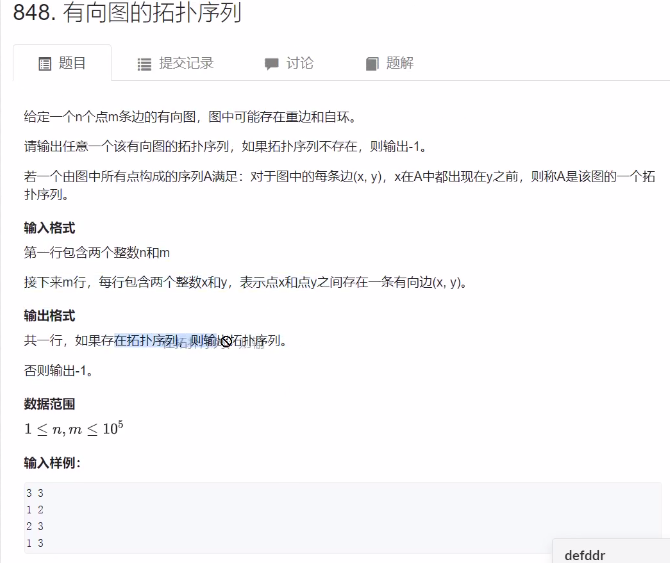 848. 有向图的拓扑序列
题目 提交记录 讨论 题解
给定一个n个点m条边的有向图，图中可能存在重边和自环。
请输出任意一个该有向图的拓扑序列，如果拓扑序列不存在，则输出-1。
若一个由图中所有点构成的序列A满足：对于图中的每条边(x, y)，x在A中都出现在y之前，则称A是该图的一个拓
扑序列。
输入格式
第一行包含两个整数n和m
接下来m行，每行包含两个整数x和y，表示点x和点y之间存在一条有向边(x, y)。
输出格式
共一行，如果存在拓扑序列，则输出拓扑序列。
否则输出-1。
数据范围
1 ≤ n, m ≤ 10⁵
输入样例：
3 3
1 2
2 3
1 3
defddr